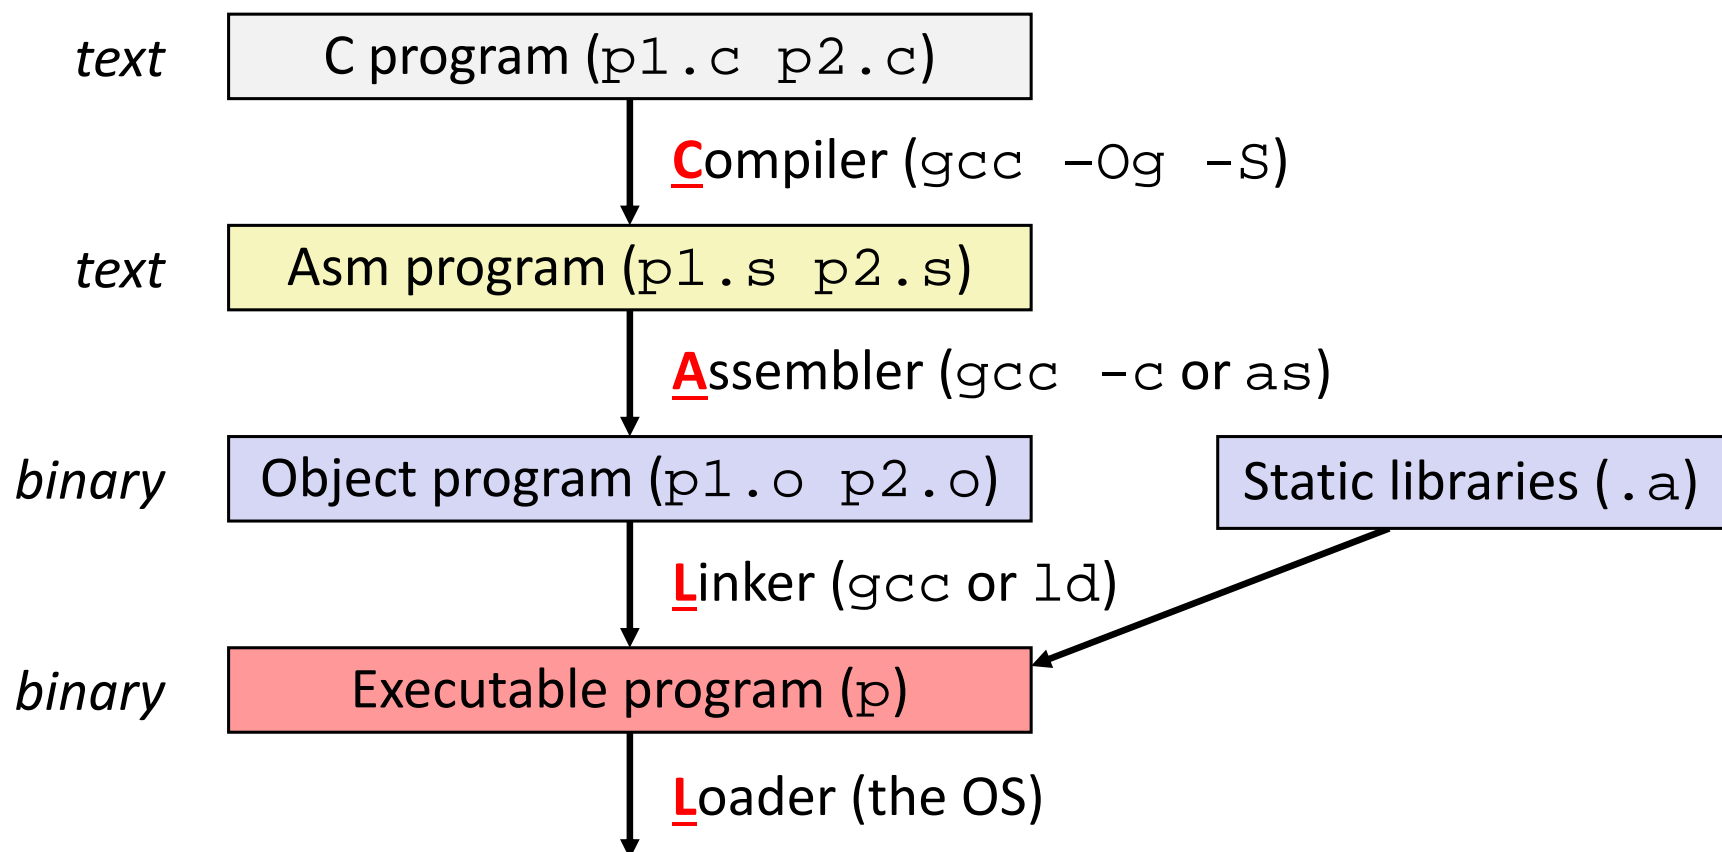 text
C program (p1.c p2.c)
Compiler (gcc -Og -S)
text
Asm program (p1.s p2.s)
Assembler (gcc -c or as)
binary
Object program (p1.o p2.o)
Static libraries (.a)
Linker (gcc or ld)
binary
Executable program (p)
Loader (the OS)